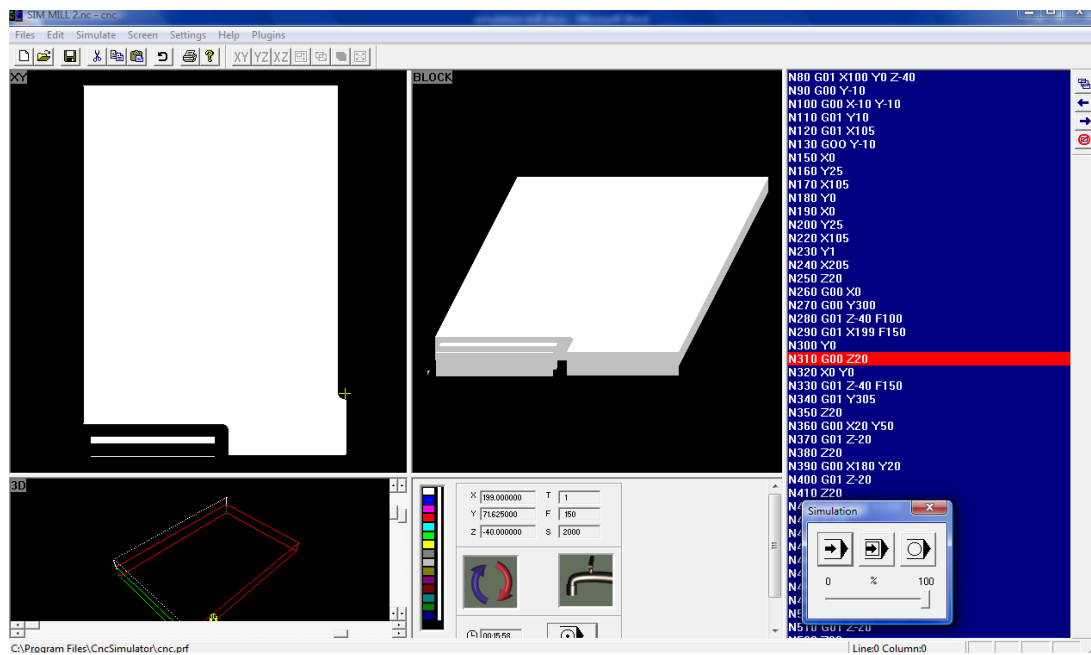 SIM MILL 2.nc - cnc
Files Edit Simulate Screen Settings Help Plugins
XY YZ XZ
XY
BLOCK
N80 G01 X100 Y0 Z-40
N90 G00 Y-10
N100 G00 X-10 Y-10
N110 G01 Y10
N120 G01 X105
N130 GOO Y-10
N150 X0
N160 Y25
N170 X105
N180 Y0
N190 X0
N200 Y25
N220 X105
N230 Y1
N240 X205
N250 Z20
N260 G00 X0
N270 G00 Y300
N280 G01 Z-40 F100
N290 G01 X199 F150
N300 Y0
N310 G00 Z20
N320 X0 Y0
N330 G01 Z-40 F150
N340 G01 Y305
N350 Z20
N360 G00 X20 Y50
N370 G01 Z-20
N380 Z20
N390 G00 X180 Y20
N400 G01 Z-20
N410 Z20
N510 G01 Z-20
3D
X 199.000000 T 1
Y 71.625000 F 150
Z -40.000000 S 2000
00:15:58
Simulation
0 % 100
C:\Program Files\CncSimulator\cnc.prf
Line:0 Column:0